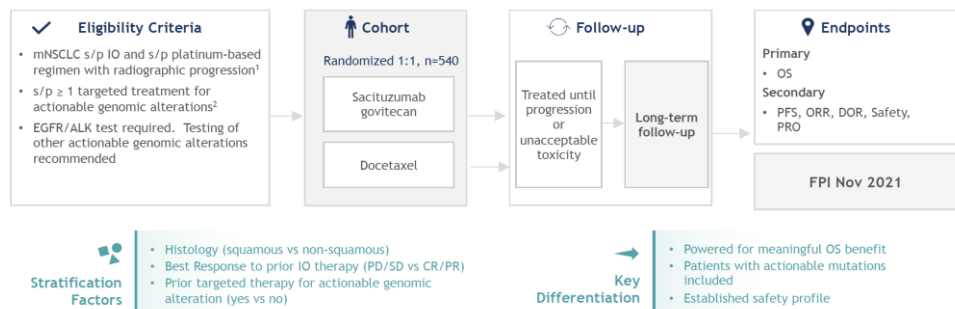 Eligibility Criteria
• mNSCLC s/p IO and s/p platinum-based
regimen with radiographic progression¹
• s/p ≥ 1 targeted treatment for
actionable genomic alterations²
• EGFR/ALK test required. Testing of
other actionable genomic alterations
recommended
Cohort
Randomized 1:1, n=540
Sacituzumab
govitecan
Docetaxel
Follow-up
Treated until
progression
or
unacceptable
toxicity
Long-term
follow-up
Endpoints
Primary
• OS
Secondary
• PFS, ORR, DOR, Safety,
PRO
FPI Nov 2021
Stratification
Factors
• Histology (squamous vs non-squamous)
• Best Response to prior IO therapy (PD/SD vs CR/PR)
• Prior targeted therapy for actionable genomic
alteration (yes vs no)
Key
Differentiation
• Powered for meaningful OS benefit
• Patients with actionable mutations
included
• Established safety profile